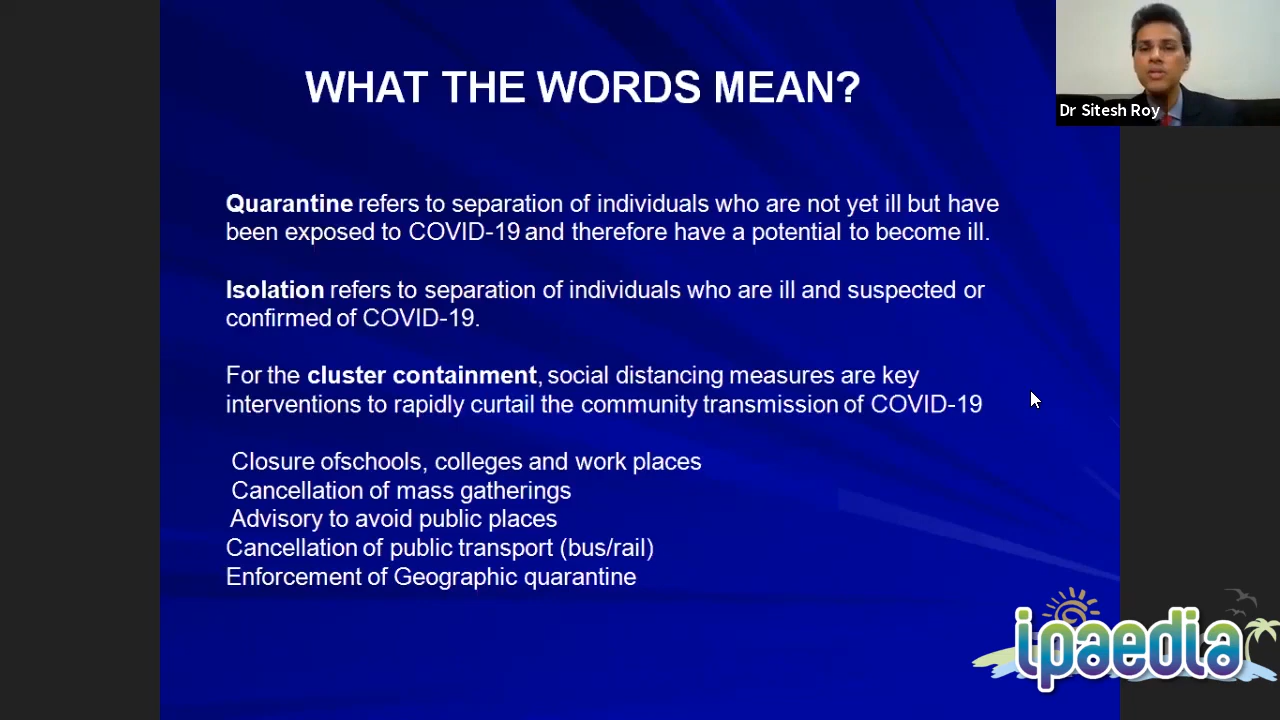 WHAT THE WORDS MEAN?
Dr Sitesh Roy
Quarantine refers to separation of individuals who are not yet ill but have
been exposed to COVID-19 and therefore have a potential to become ill.
Isolation refers to separation of individuals who are ill and suspected or
confirmed of COVID-19.
For the cluster containment, social distancing measures are key
interventions to rapidly curtail the community transmission of COVID-19
Closure ofschools, colleges and work places
Cancellation of mass gatherings
Advisory to avoid public places
Cancellation of public transport (bus/rail)
Enforcement of Geographic quarantine
ipaedia